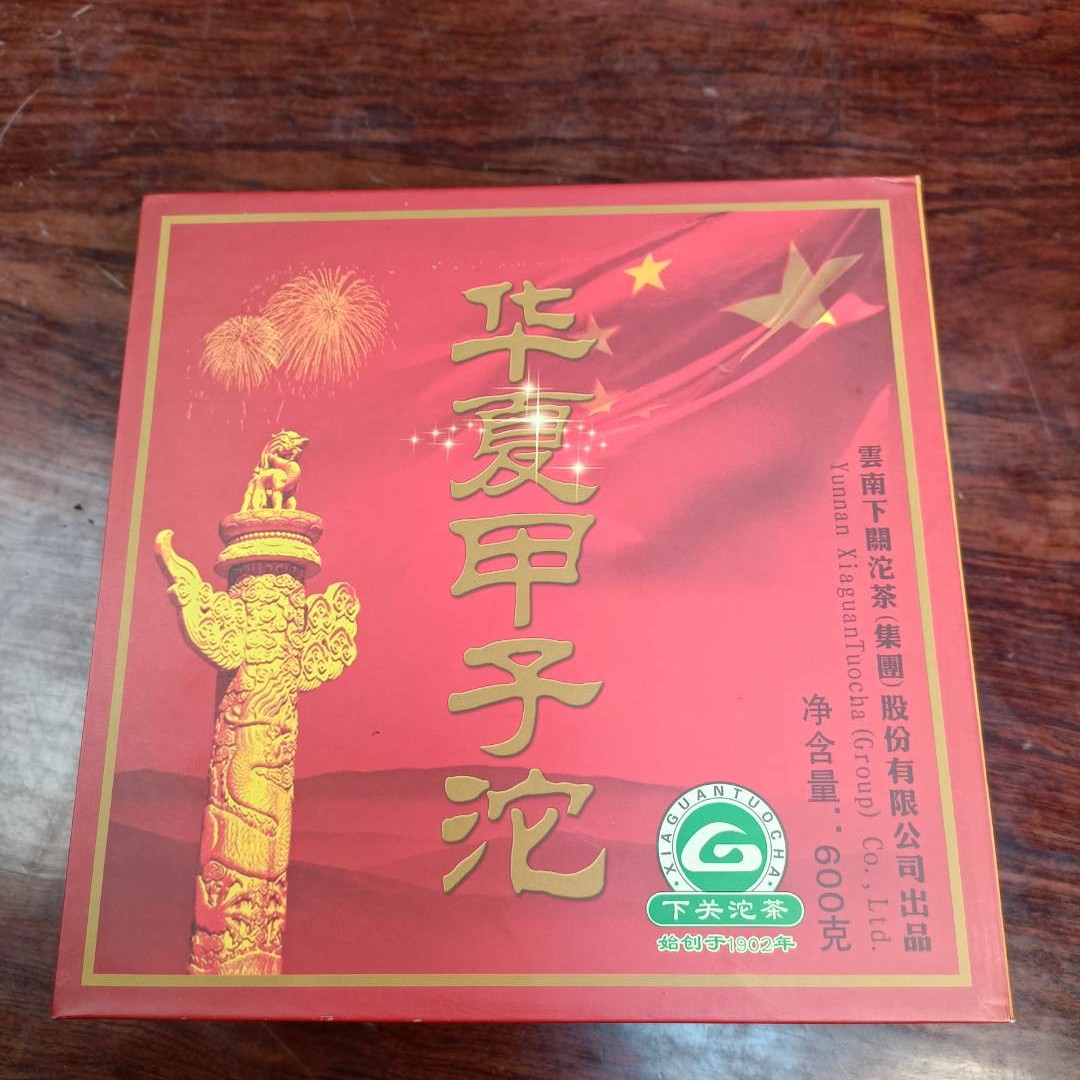 华夏甲子沱
雲南下關沱茶(集團)股份有限公司出品
Yunnan XiaguanTuocha(Group) Co.,Ltd.
净含量:600克
·XIAGUANTUOCHA·
下关沱茶
始创于1902年